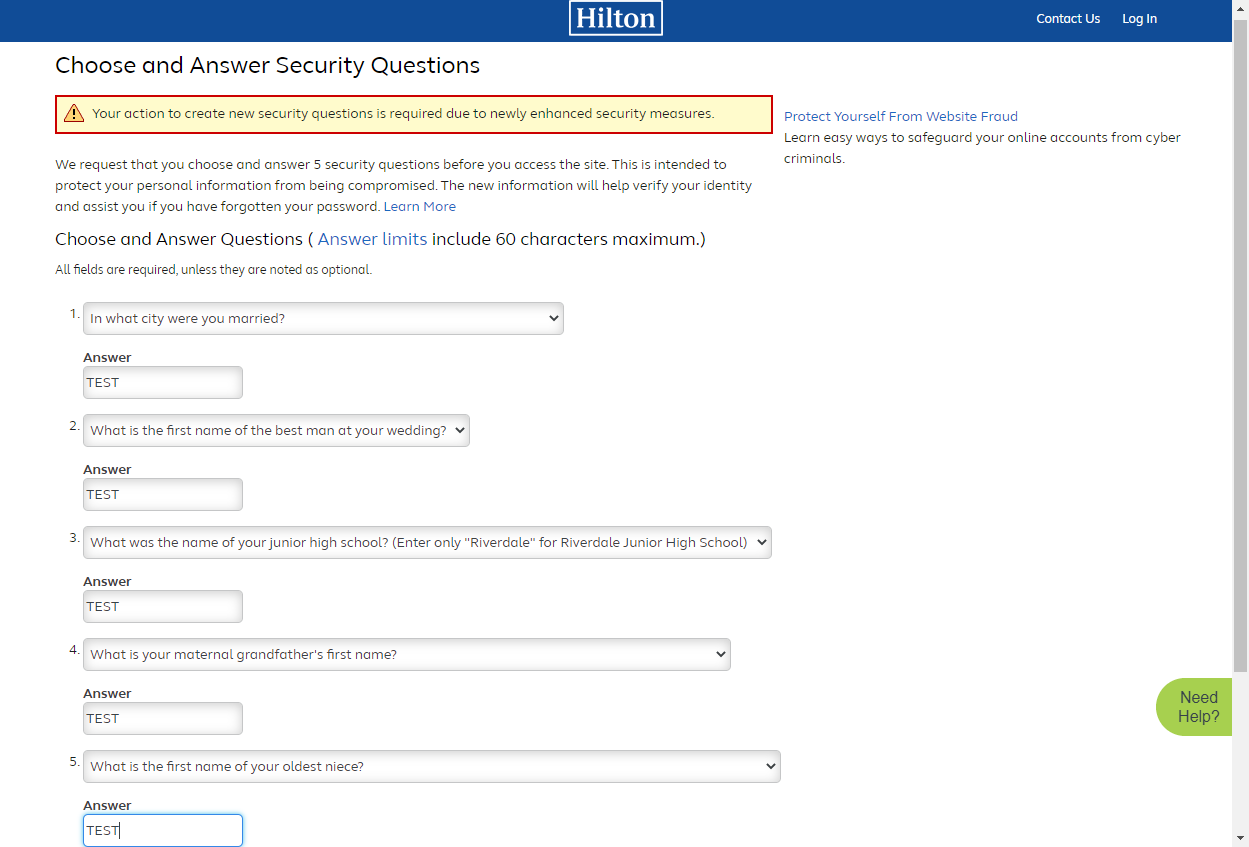 Hilton
Contact Us Log In
Choose and Answer Security Questions
Your action to create new security questions is required due to newly enhanced security measures.
Protect Yourself From Website Fraud
Learn easy ways to safeguard your online accounts from cyber
criminals.
We request that you choose and answer 5 security questions before you access the site. This is intended to
protect your personal information from being compromised. The new information will help verify your identity
and assist you if you have forgotten your password. Learn More
Choose and Answer Questions ( Answer limits include 60 characters maximum.)
All fields are required, unless they are noted as optional.
1. In what city were you married?
Answer
TEST
2. What is the first name of the best man at your wedding?
Answer
TEST
3. What was the name of your junior high school? (Enter only "Riverdale" for Riverdale Junior High School)
Answer
TEST
4. What is your maternal grandfather's first name?
Answer
TEST
Need
Help?
5. What is the first name of your oldest niece?
Answer
TEST